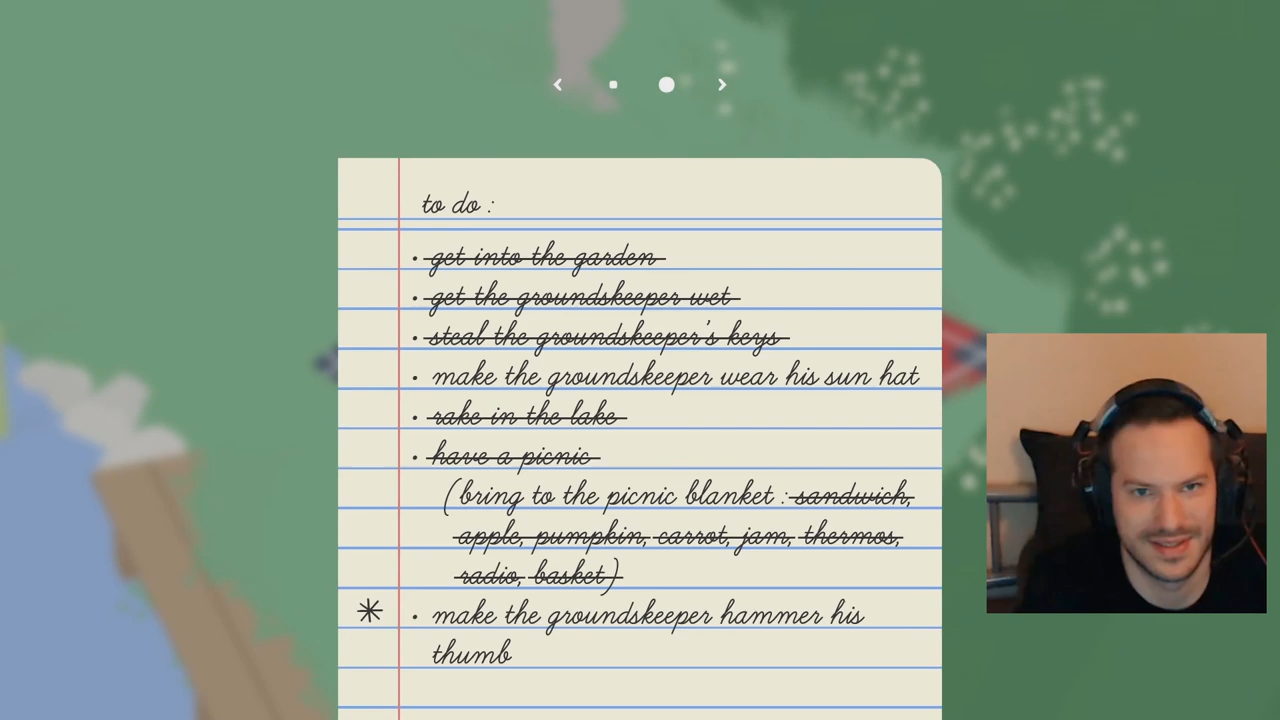 to do :
• get into the garden
• get the groundskeeper wet
• steal the groundskeeper's keys
• make the groundskeeper wear his sun hat
• rake in the lake
• have a picnic
(bring to the picnic blanket : sandwich,
apple, pumpkin, carrot, jam, thermos,
radio, basket)
• make the groundskeeper hammer his
thumb